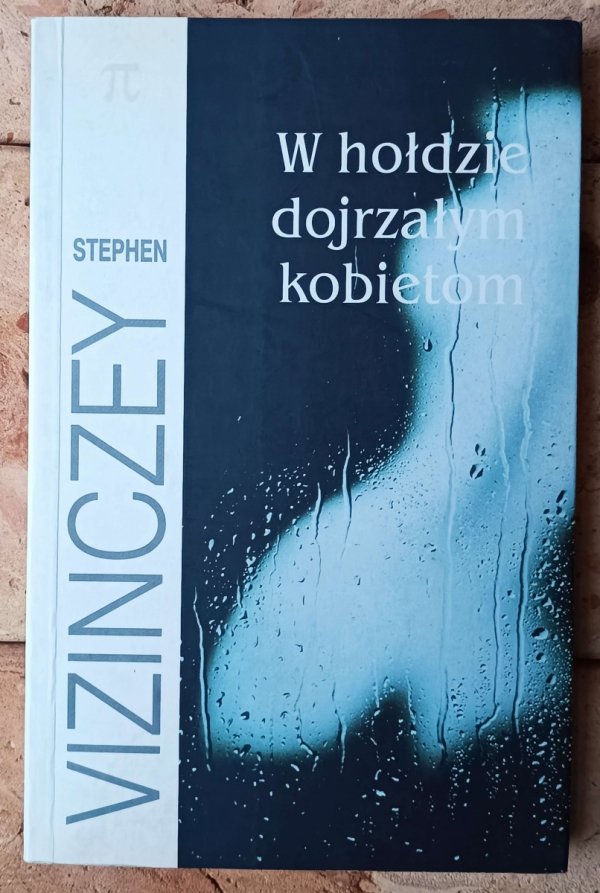 π
STEPHEN
VIZINCZEY
W hołdzie
dojrzałym
kobietom